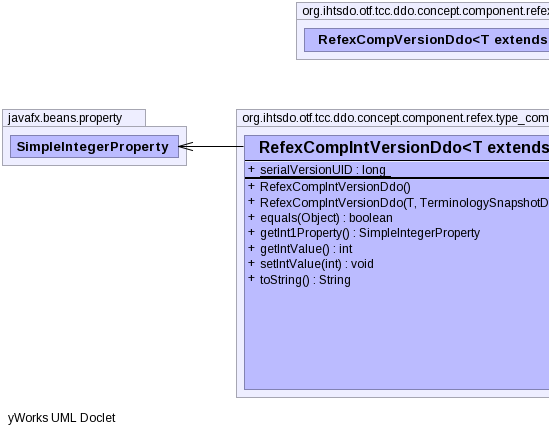 org.ihtsdo.otf.tcc.ddo.concept.component.refex
RefexCompVersionDdo<T extends
javafx.beans.property
SimpleIntegerProperty
org.ihtsdo.otf.tcc.ddo.concept.component.refex.type_com
RefexCompIntVersionDdo<T extends
+ serialVersionUID : long
+ RefexCompIntVersionDdo()
+ RefexCompIntVersionDdo(T, TerminologySnapshotD
+ equals(Object) : boolean
+ getInt1Property() : SimpleIntegerProperty
+ getIntValue() : int
+ setIntValue(int) : void
+ toString() : String
yWorks UML Doclet